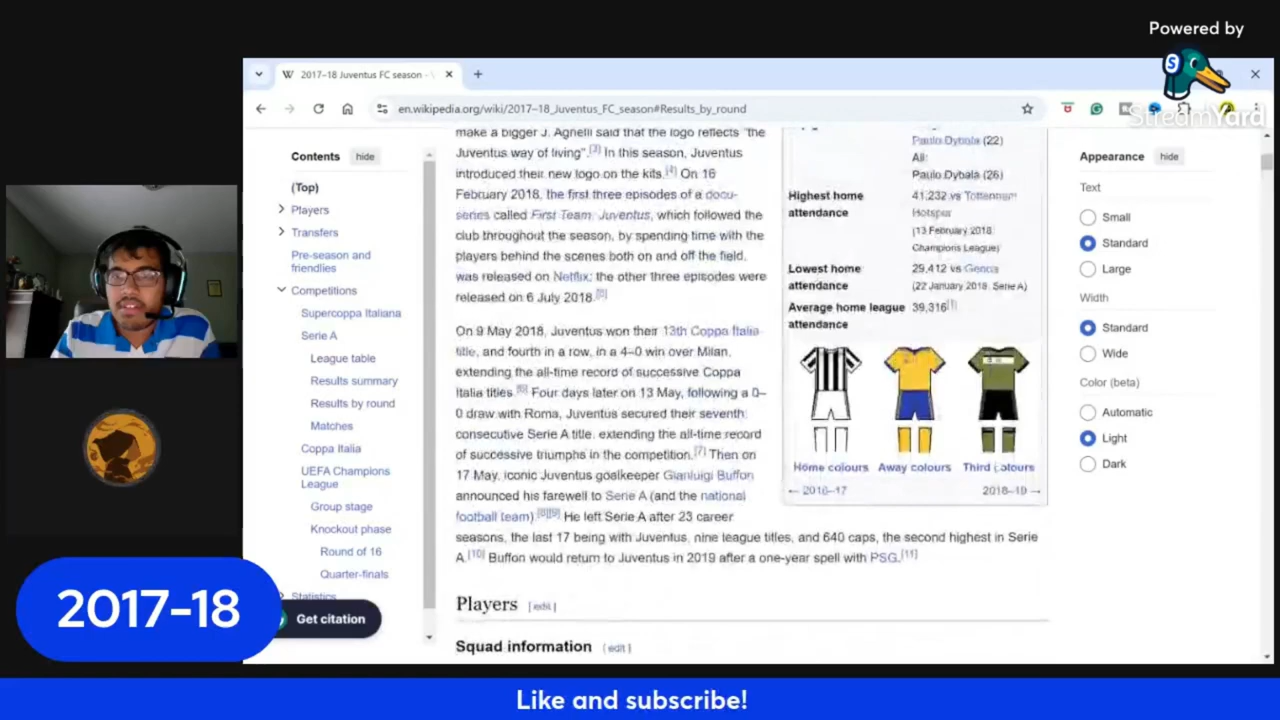 Powered by
StreamYard
2017–18 Juventus FC season -
en.wikipedia.org/wiki/2017–18_Juventus_FC_season#Results_by_round
Contents hide
(Top)
Players
Transfers
Pre-season and
friendlies
Competitions
Supercoppa Italiana
Serie A
League table
Results summary
Results by round
Matches
Coppa Italia
UEFA Champions
League
Group stage
Knockout phase
Round of 16
Quarter-finals
Statistics
Get citation
make a bigger J. Agnelli said that the logo reflects "the
Juventus way of living".[3] In this season, Juventus
introduced their new logo on the kits.[4] On 16
February 2018, the first three episodes of a docu-
series called First Team: Juventus, which followed the
club throughout the season, by spending time with the
players behind the scenes both on and off the field,
was released on Netflix; the other three episodes were
released on 6 July 2018.[5]
On 9 May 2018, Juventus won their 13th Coppa Italia
title, and fourth in a row, in a 4–0 win over Milan,
extending the all-time record of successive Coppa
Italia titles.[6] Four days later on 13 May, following a 0–
0 draw with Roma, Juventus secured their seventh
consecutive Serie A title, extending the all-time record
of successive triumphs in the competition.[7] Then on
17 May, iconic Juventus goalkeeper Gianluigi Buffon
announced his farewell to Serie A (and the national
football team).[8][9] He left Serie A after 23 career
seasons, the last 17 being with Juventus, nine league titles, and 640 caps, the second highest in Serie
A.[10] Buffon would return to Juventus in 2019 after a one-year spell with PSG.[11]
Players [edit]
Squad information [edit]
Paulo Dybala (22)
All:
Paulo Dybala (26)
Highest home
attendance
41,232 vs Tottenham
Hotspur
(13 February 2018,
Champions League)
Lowest home
attendance
29,412 vs Genoa
(22 January 2018, Serie A)
Average home league
attendance
39,316[1]
Home colours Away colours Third colours
← 2016–17 2018–19 →
Appearance hide
Text
Small
Standard
Large
Width
Standard
Wide
Color (beta)
Automatic
Light
Dark
2017–18
Like and subscribe!